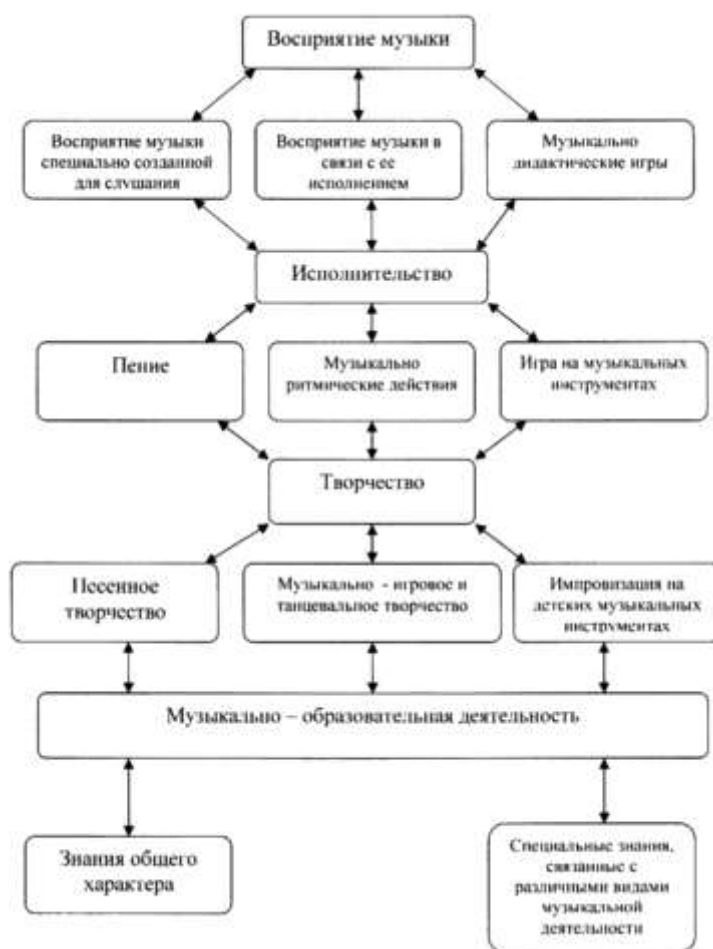 Восприятие музыки
Восприятие музыки
специально созданной
для слушания
Восприятие музыки в
связи с ее
исполнением
Музыкально
дидактические игры
Исполнительство
Пение
Музыкально
ритмические действия
Игра на музыкальных
инструментах
Творчество
Песенное
творчество
Музыкально - игровое и
танцевальное творчество
Импровизация на
детских музыкальных
инструментах
Музыкально – образовательная деятельность
Знания общего
характера
Специальные знания,
связанные с
различными видами
музыкальной
деятельности